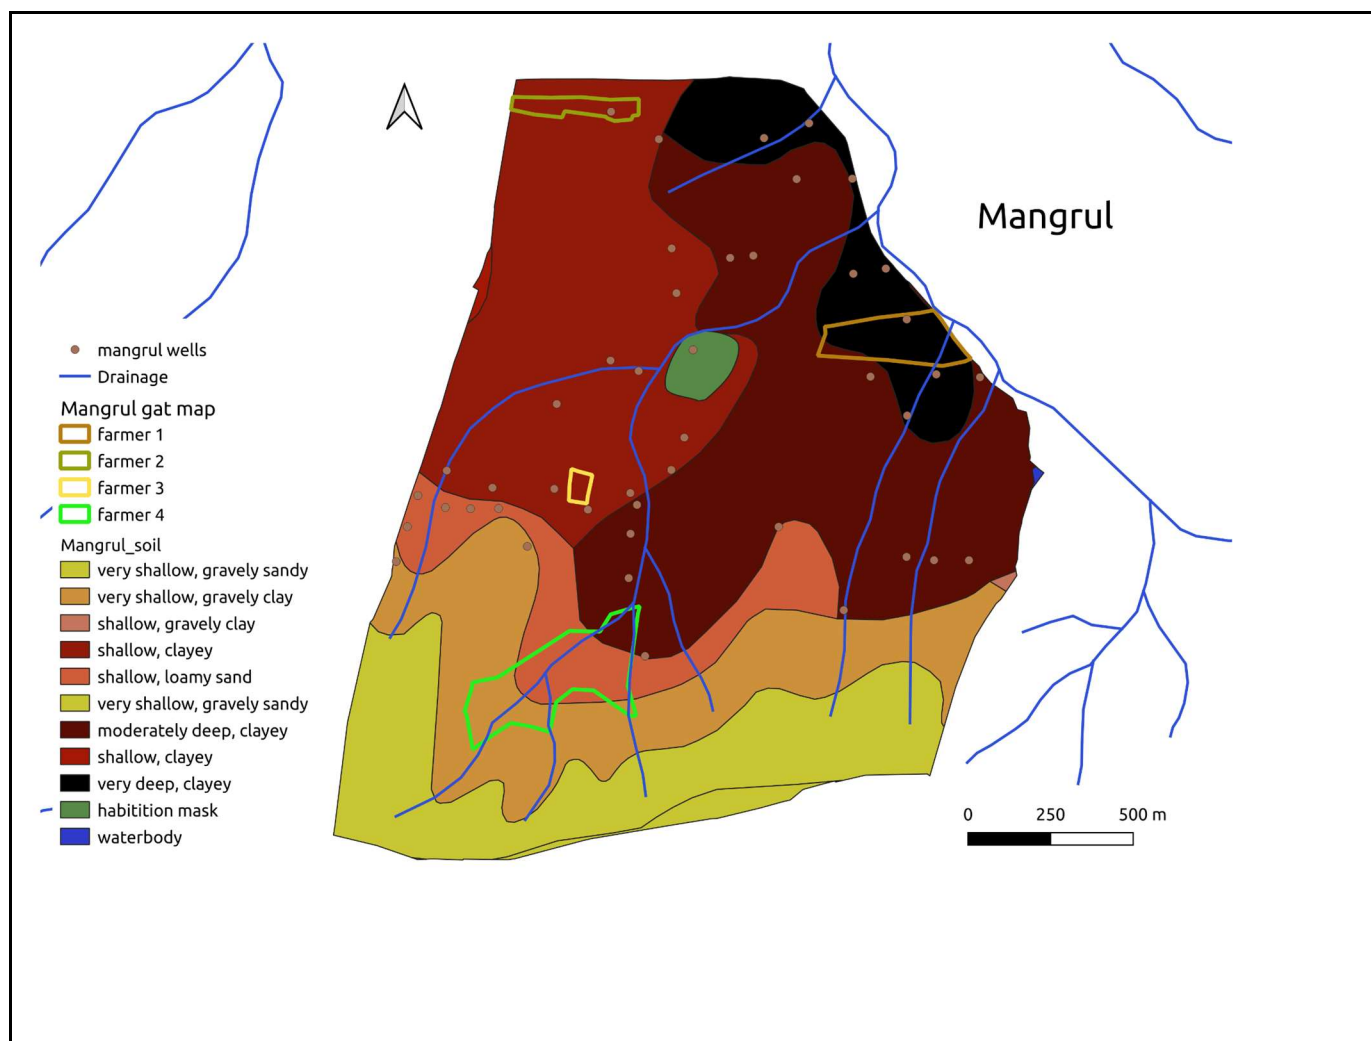 Mangrul
mangrul wells
Drainage
Mangrul gat map
farmer 1
farmer 2
farmer 3
farmer 4
Mangrul_soil
very shallow, gravely sandy
very shallow, gravely clay
shallow, gravely clay
shallow, clayey
shallow, loamy sand
very shallow, gravely sandy
moderately deep, clayey
shallow, clayey
very deep, clayey
habitition mask
waterbody
0 250 500 m